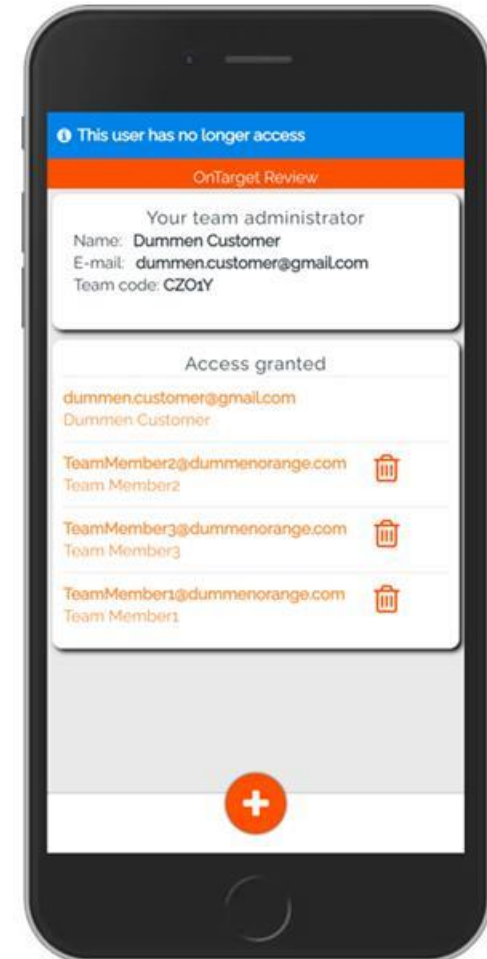 This user has no longer access
OnTarget Review
Your team administrator
Name: Dummen Customer
E-mail: dummen.customer@gmail.com
Team code: CZO1Y
Access granted
dummen.customer@gmail.com
Dummen Customer
TeamMember2@dummenorange.com
Team Member2
TeamMember3@dummenorange.com
Team Member3
TeamMember1@dummenorange.com
Team Member1